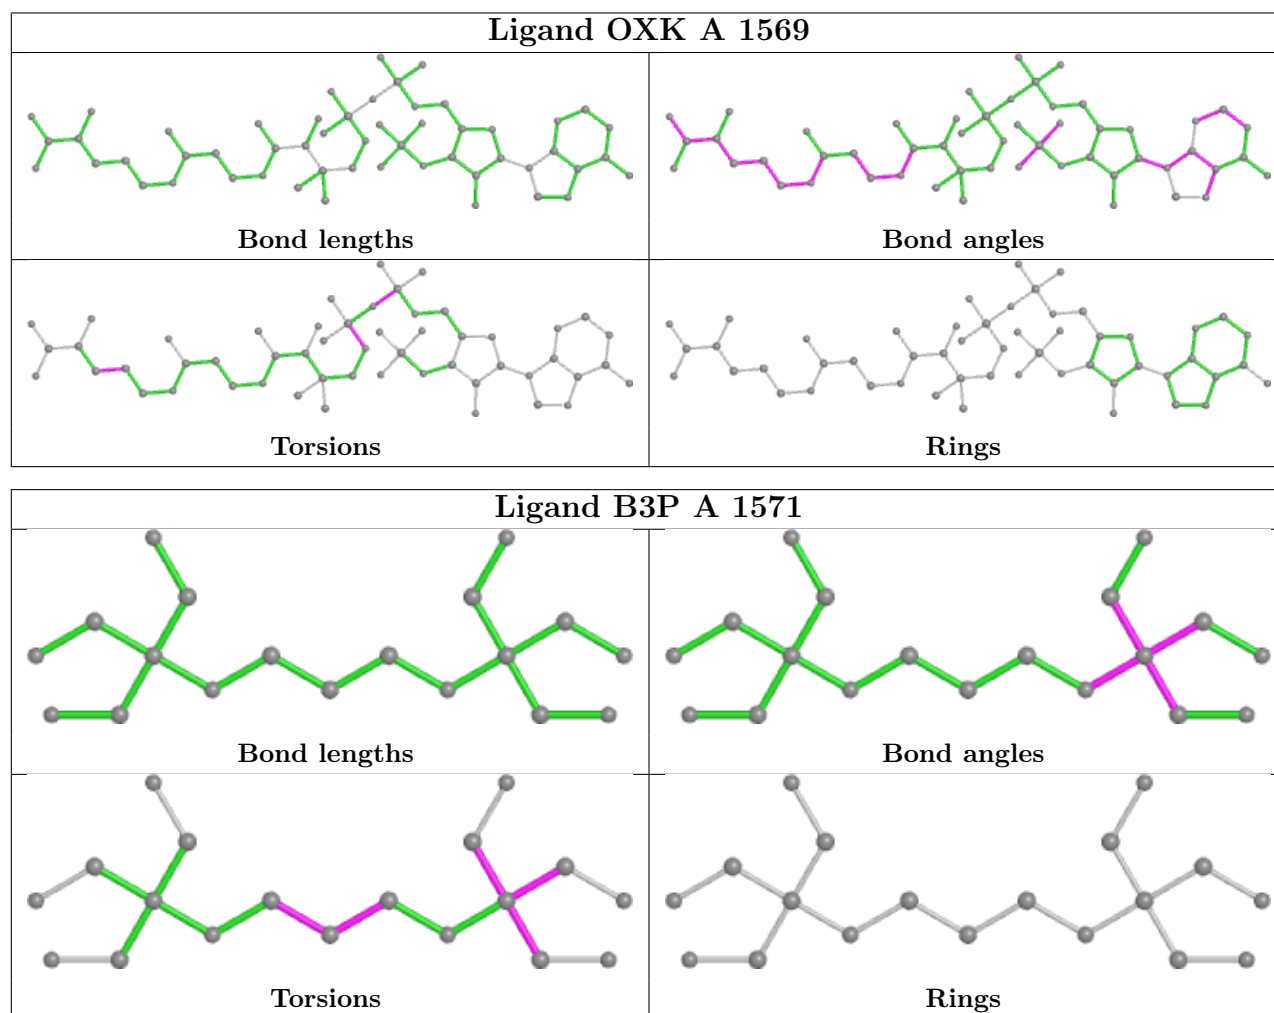 Ligand OXK A 1569
Bond lengths
Bond angles
Torsions
Rings
Ligand B3P A 1571
Bond lengths
Bond angles
Torsions
Rings